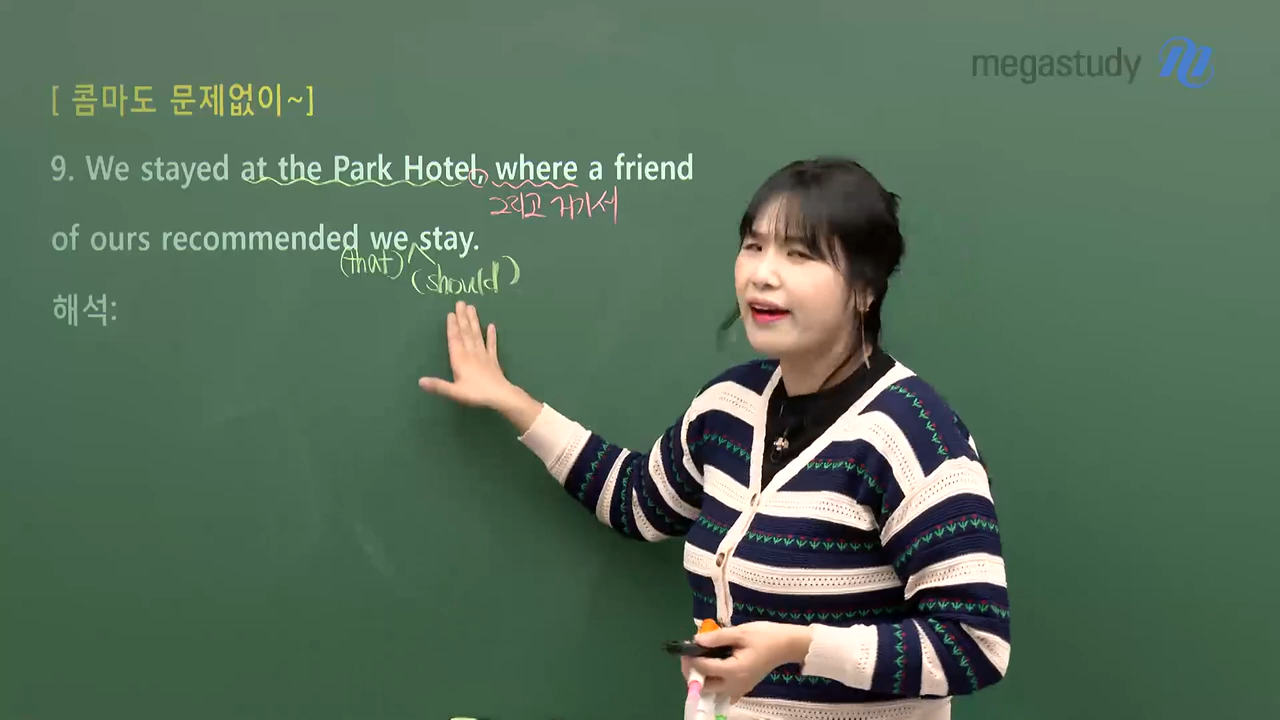 megastudy
[ 콤마도 문제없이~]
9. We stayed at the Park Hotel, where a friend
그리고 거기서
of ours recommended we stay.
(that) (should)
해석: